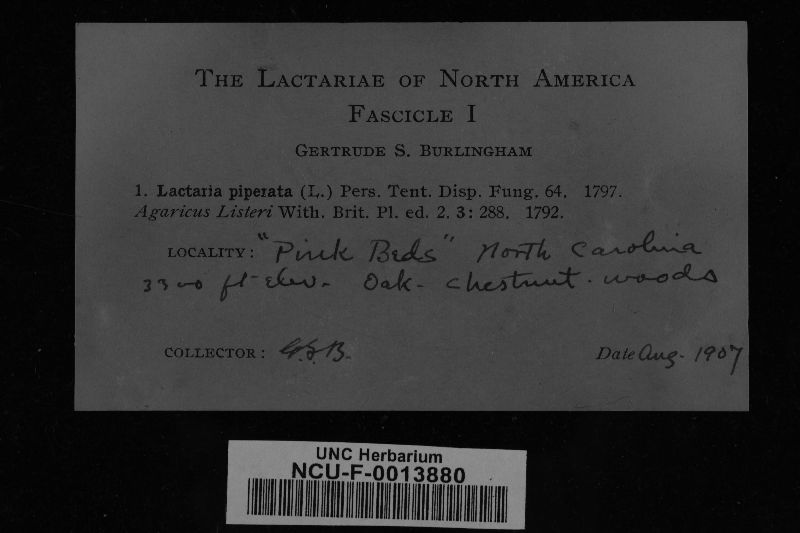 THE LACTARIAE OF NORTH AMERICA
FASCICLE I
GERTRUDE S. BURLINGHAM
1. Lactaria piperata (L.) Pers. Tent. Disp. Fung. 64. 1797.
Agaricus Listeri With. Brit. Pl. ed. 2. 3: 288. 1792.
LOCALITY: "Pink Beds" North Carolina
3300 ft elev. Oak-chestnut-woods
COLLECTOR: G.S.B. Date Aug. 1907
UNC Herbarium
NCU-F-0013880